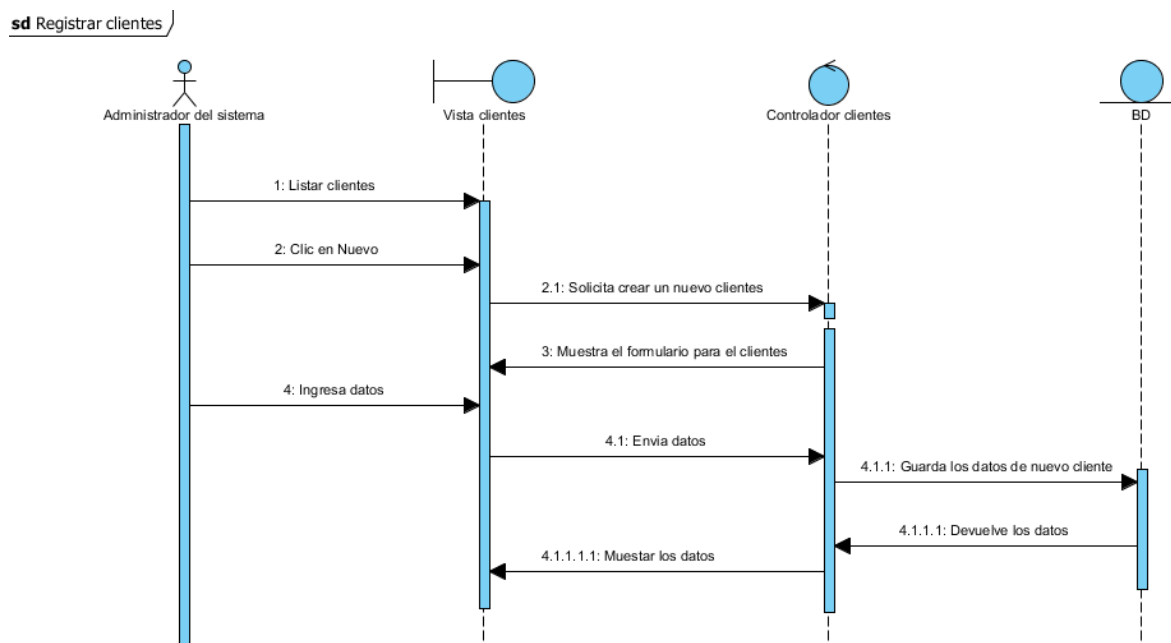 sd Registrar clientes
Administrador del sistema
Vista clientes
Controlador clientes
BD
1: Listar clientes
2: Clic en Nuevo
2.1: Solicita crear un nuevo clientes
3: Muestra el formulario para el clientes
4: Ingresa datos
4.1: Envia datos
4.1.1: Guarda los datos de nuevo cliente
4.1.1.1: Devuelve los datos
4.1.1.1.1: Muestar los datos